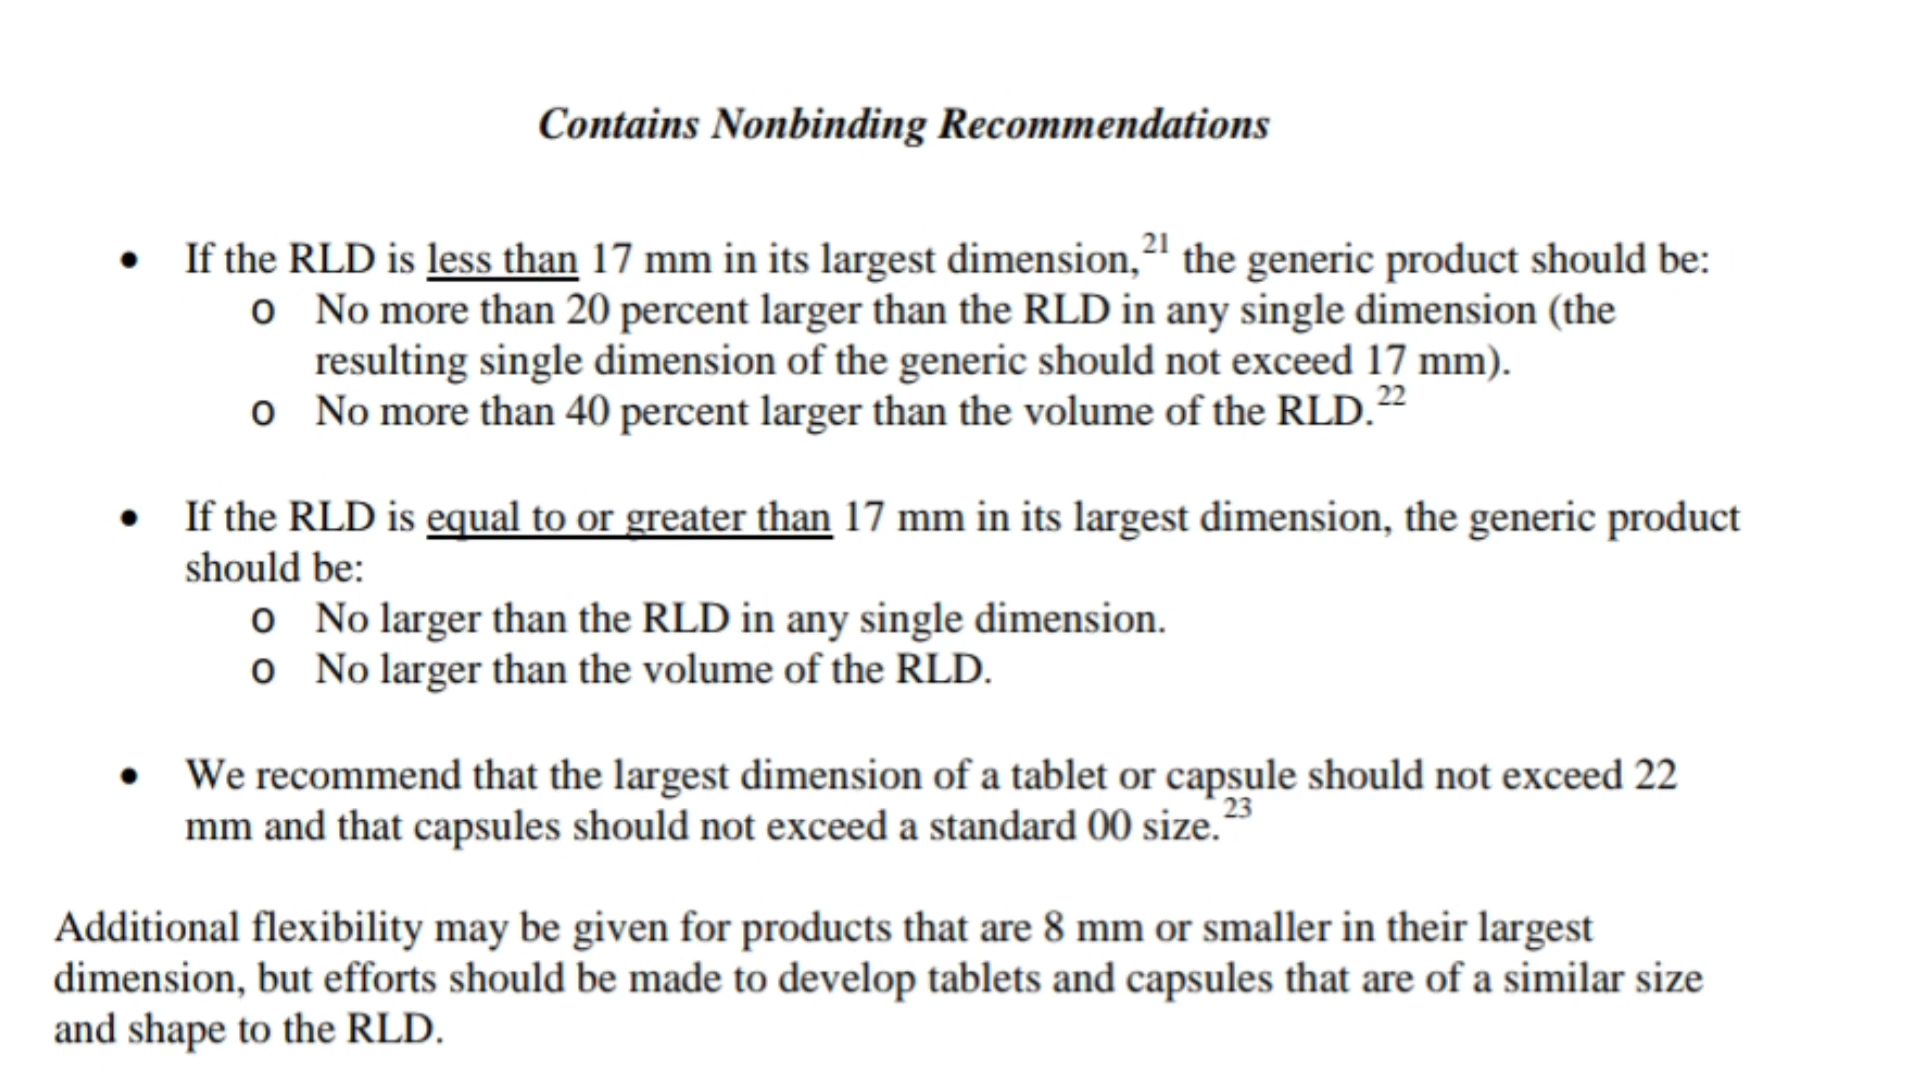 Contains Nonbinding Recommendations
• If the RLD is less than 17 mm in its largest dimension,21 the generic product should be:
o No more than 20 percent larger than the RLD in any single dimension (the
resulting single dimension of the generic should not exceed 17 mm).
o No more than 40 percent larger than the volume of the RLD.22
• If the RLD is equal to or greater than 17 mm in its largest dimension, the generic product
should be:
o No larger than the RLD in any single dimension.
o No larger than the volume of the RLD.
• We recommend that the largest dimension of a tablet or capsule should not exceed 22
mm and that capsules should not exceed a standard 00 size.23
Additional flexibility may be given for products that are 8 mm or smaller in their largest
dimension, but efforts should be made to develop tablets and capsules that are of a similar size
and shape to the RLD.